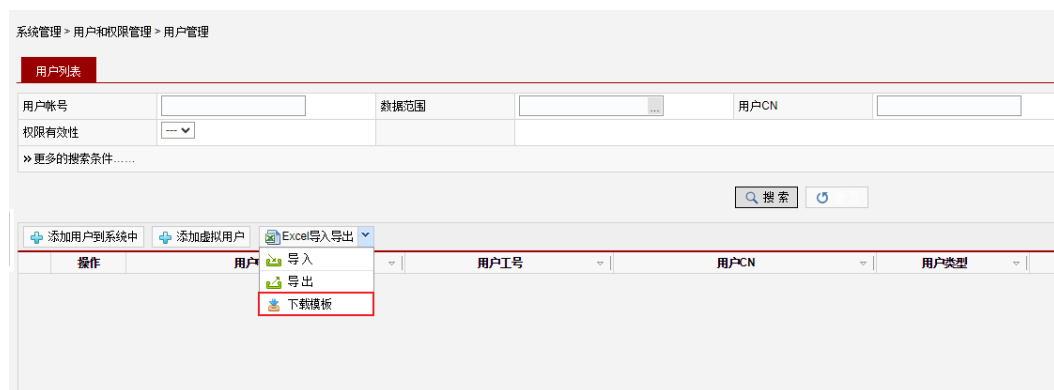 系统管理 > 用户和权限管理 > 用户管理
用户列表
用户帐号 数据范围 ... 用户CN
权限有效性 ---
» 更多的搜索条件……
搜索
添加用户到系统中 添加虚拟用户 Excel导入导出
操作 用户 用户工号 用户CN 用户类型
导入
导出
下载模板